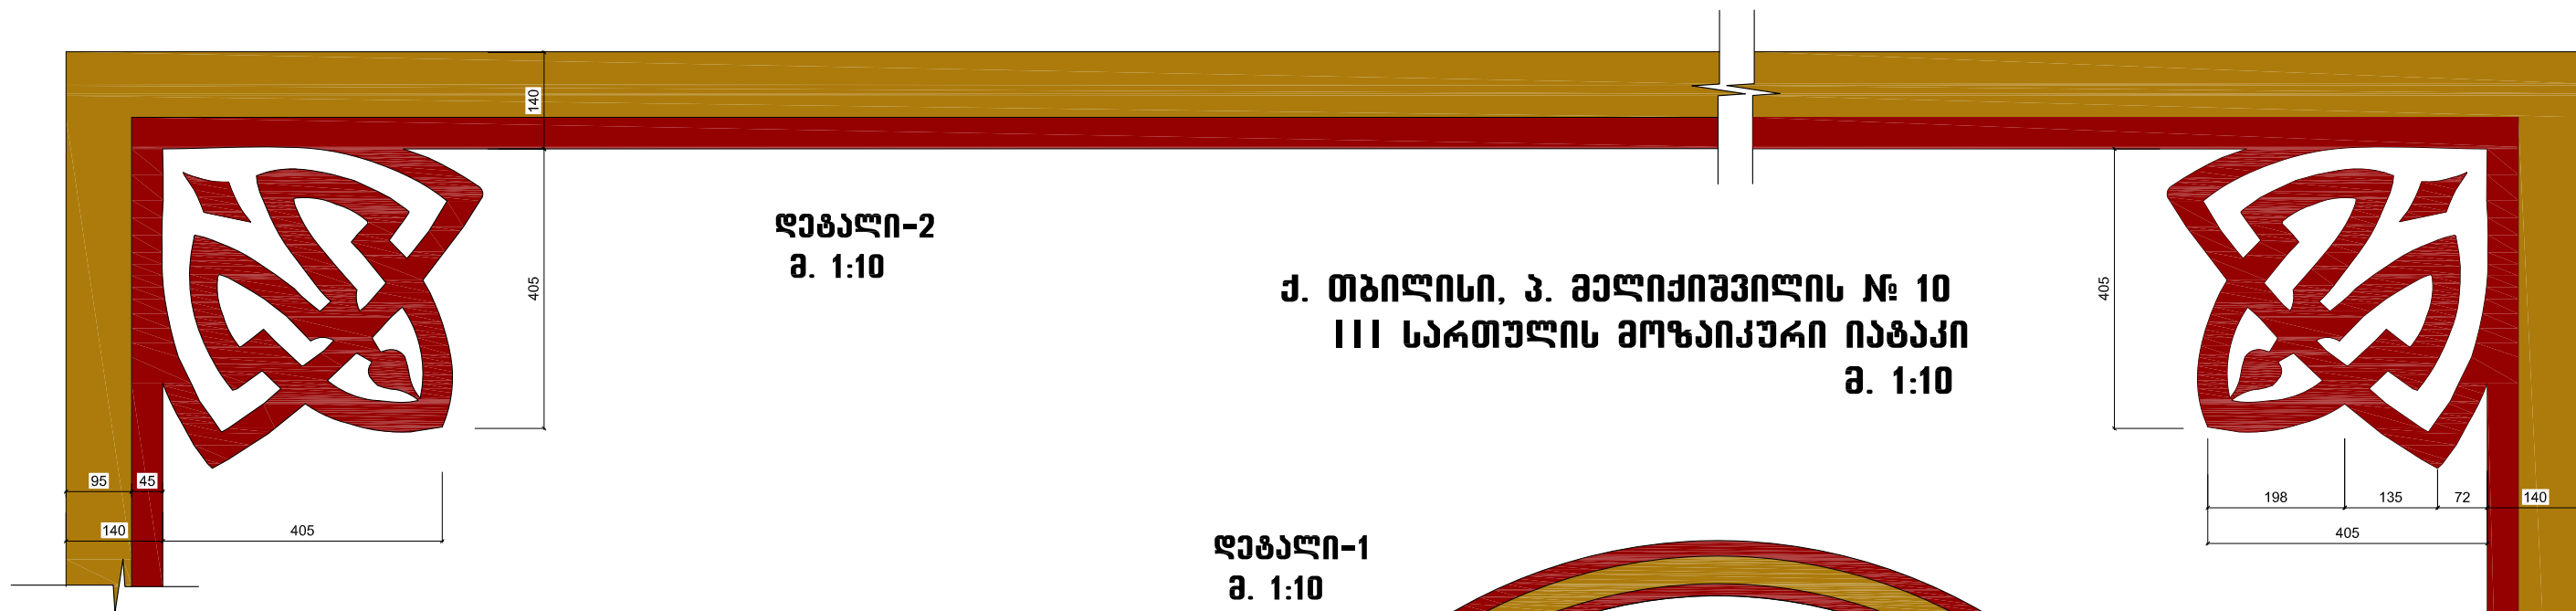 140
დეტალი-2
მ. 1:10
405
405
ქ. თბილისი, პ. მელიქიშვილის № 10
III სართულის მოზაიკური იატაკი
მ. 1:10
95
45
140
405
198
135
72
140
405
დეტალი-1
მ. 1:10